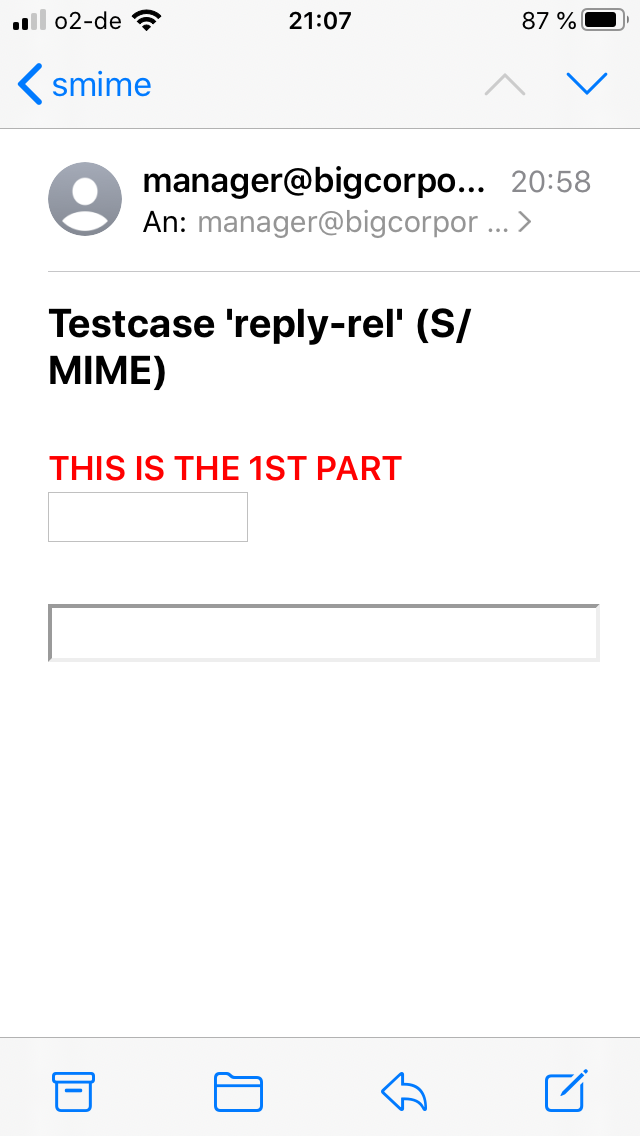 o2-de 21:07 87 %
smime
manager@bigcorpo... 20:58
An: manager@bigcorpor ...
Testcase 'reply-rel' (S/
MIME)
THIS IS THE 1ST PART